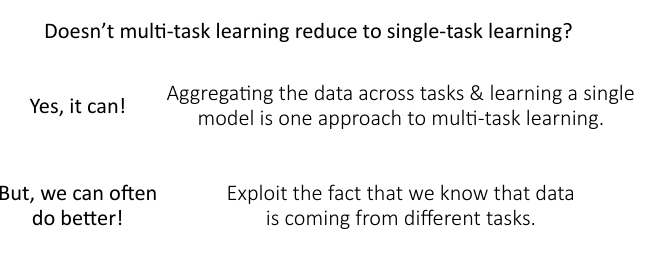 Doesn't multi-task learning reduce to single-task learning?
Yes, it can!
Aggregating the data across tasks & learning a single
model is one approach to multi-task learning.
But, we can often
do better!
Exploit the fact that we know that data
is coming from different tasks.